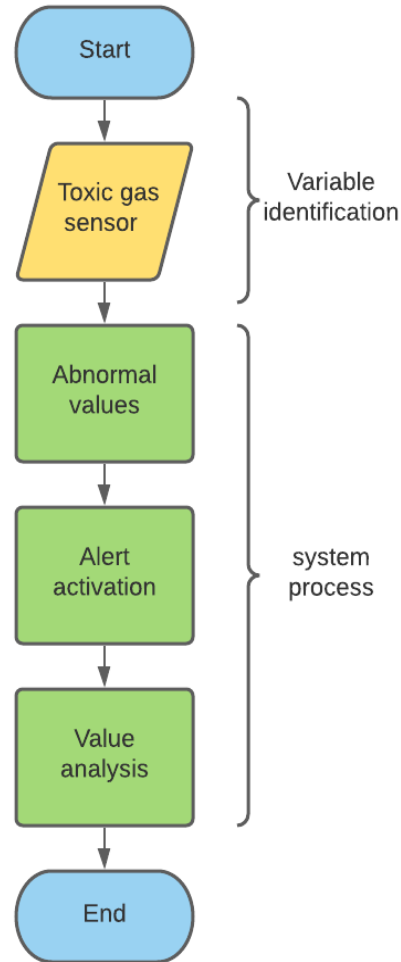 Start
Toxic gas
sensor
Variable
identification
Abnormal
values
Alert
activation
system
process
Value
analysis
End